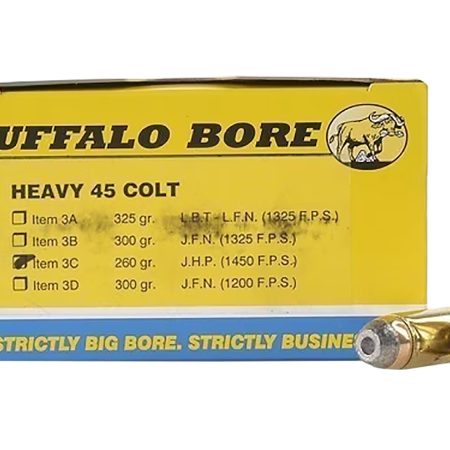 UFFALO BORE
HEAVY 45 COLT
Item 3A 325 gr. L.B.T - L.F.N. (1325 F.P.S.)
Item 3B 300 gr. J.F.N. (1325 F.P.S.)
Item 3C 260 gr. J.H.P. (1450 F.P.S.)
Item 3D 300 gr. J.F.N. (1200 F.P.S.)
STRICTLY BIG BORE. STRICTLY BUSINE